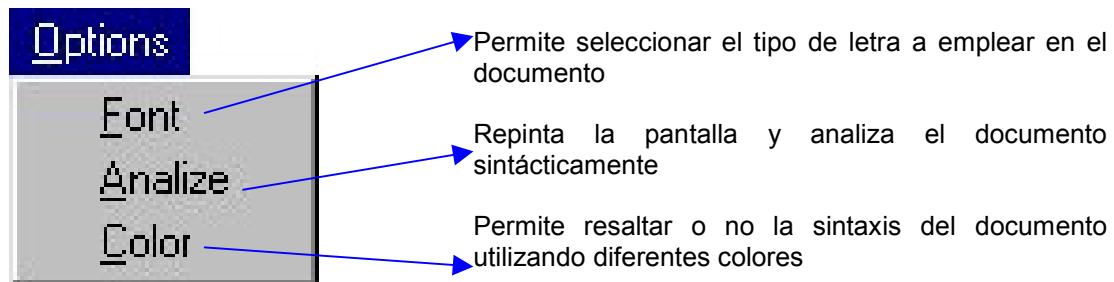 Options
Font
Analize
Color
Permite seleccionar el tipo de letra a emplear en el
documento
Repinta la pantalla y analiza el documento
sintácticamente
Permite resaltar o no la sintaxis del documento
utilizando diferentes colores